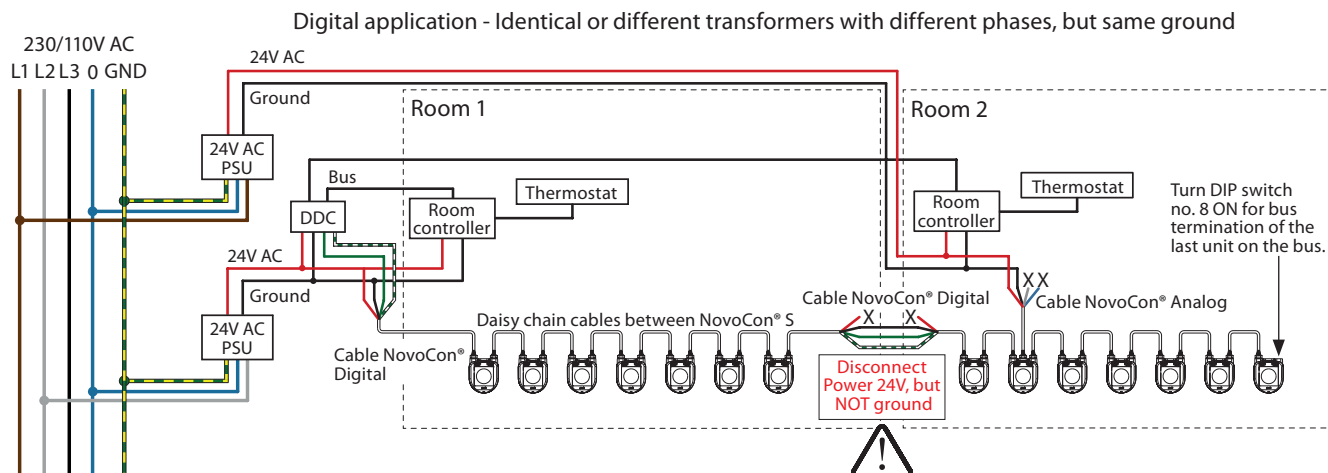 Digital application - Identical or different transformers with different phases, but same ground
230/110V AC
L1 L2 L3 0 GND
24V AC
Ground
24V AC
PSU
Room 1
Room 2
Bus
DDC
Thermostat
Room
controller
Thermostat
Room
controller
Turn DIP switch
no. 8 ON for bus
termination of the
last unit on the bus.
24V AC
Ground
24V AC
PSU
X X
Cable NovoCon® Digital
Cable NovoCon® Analog
X
X
Daisy chain cables between NovoCon® S
Cable NovoCon®
Digital
Disconnect
Power 24V, but
NOT ground
!